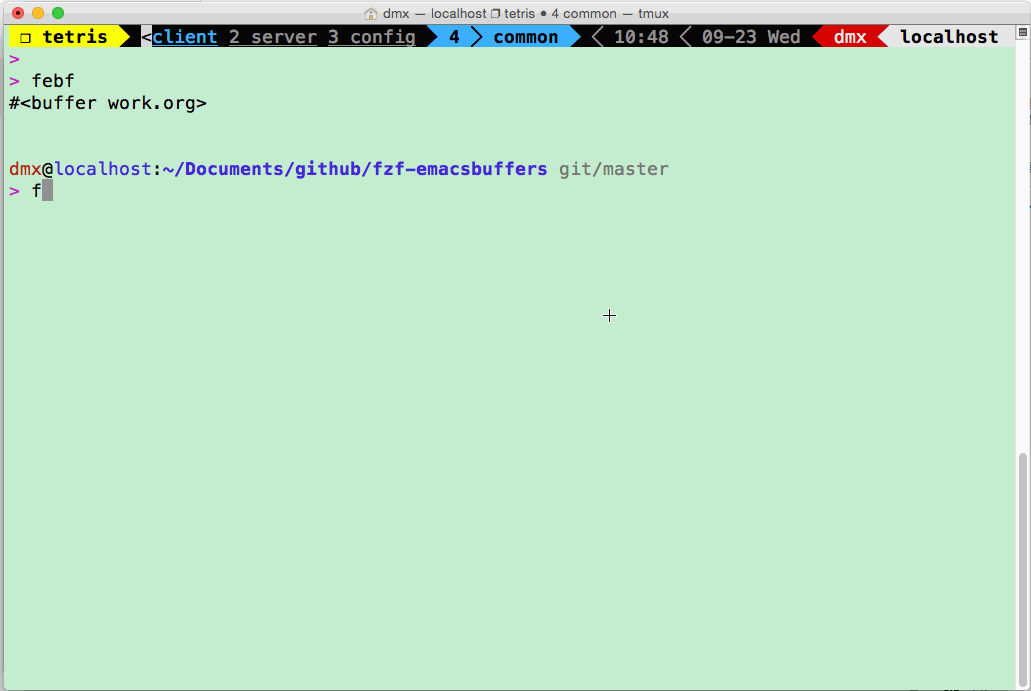 dmx — localhost ❐ tetris ● 4 common — tmux
❐ tetris <client 2 server 3 config 4 common 10:48 09-23 Wed dmx localhost
>
> febf
#<buffer work.org>
dmx@localhost:~/Documents/github/fzf-emacsbuffers git/master
> f